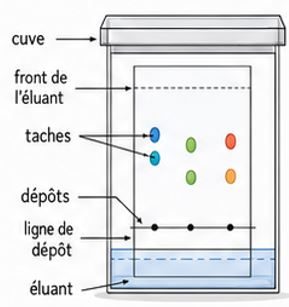 cuve
front de
l'éluant
taches
dépôts
ligne de
dépôt
éluant